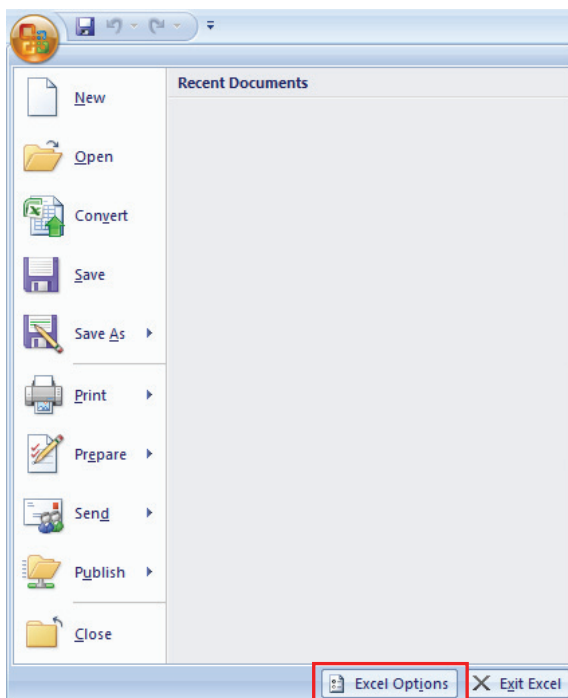 Recent Documents
New
Open
Convert
Save
Save As
Print
Prepare
Send
Publish
Close
Excel Options
Exit Excel